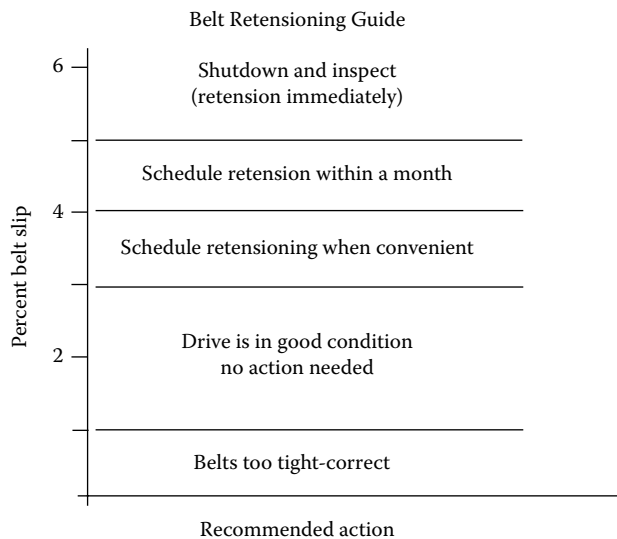 Belt Retensioning Guide
6
Shutdown and inspect
(retension immediately)
Schedule retension within a month
4
Schedule retensioning when convenient
Percent belt slip
Drive is in good condition
2
no action needed
Belts too tight-correct
Recommended action